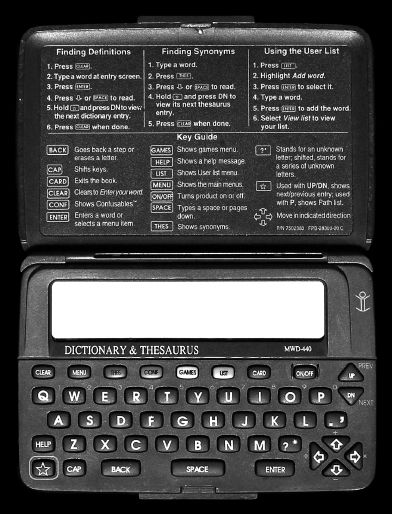 Finding Definitions
1. Press CLEAR.
2. Type a word at entry screen.
3. Press ENTER.
4. Press or SPACE to read.
5. Hold ☆ and press DN to view
the next dictionary entry.
6. Press CLEAR when done.
Finding Synonyms
1. Type a word.
2. Press THES.
3. Press or SPACE to read.
4. Hold ☆ and press DN to
view its next thesaurus
entry.
5. Press CLEAR when done.
Using the User List
1. Press LIST.
2. Highlight Add word.
3. Press ENTER to select it.
4. Type a word.
5. Press ENTER to add the word.
6. Select View list to view
your list.
Key Guide
BACK Goes back a step or
erases a letter.
CAP Shifts keys.
CARD Exits the book.
CLEAR Clears to Enter your word.
CONF Shows Confusables™.
ENTER Enters a word or
selects a menu item.
GAMES Shows games menu.
HELP Shows a help message.
LIST Shows User list menu.
MENU Shows the main menus.
ON/OFF Turns product on or off.
SPACE Types a space or pages
down.
THES Shows synonyms.
?* Stands for an unknown
letter; shifted, stands for
a series of unknown
letters.
☆ Used with UP/DN, shows
next/previous entry; used
with P, shows Path list.
Move in indicated direction
DICTIONARY & THESAURUS MWD-440
CLEAR MENU THES CONF GAMES LIST CARD ON/OFF UP PREV
Q W E R T Y U I O P DN NEXT
A S D F G H J K L
HELP Z X C V B N M ?*
☆ CAP BACK SPACE ENTER